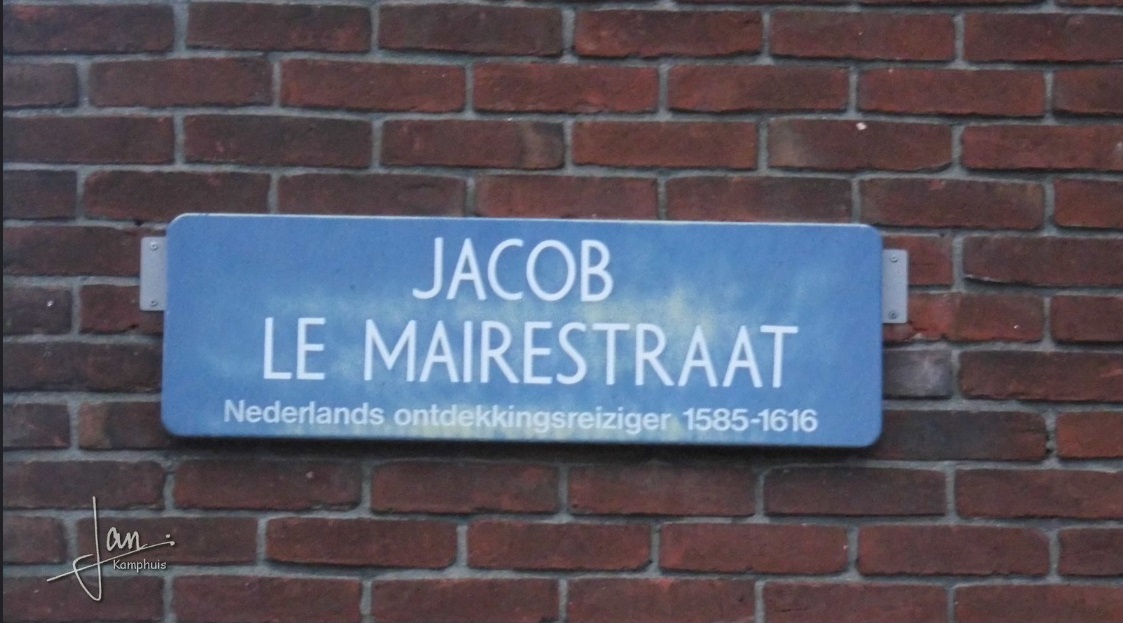 JACOB
LE MAIRESTRAAT
Nederlands ontdekkingsreiziger 1585-1616
Jan
Kamphuis